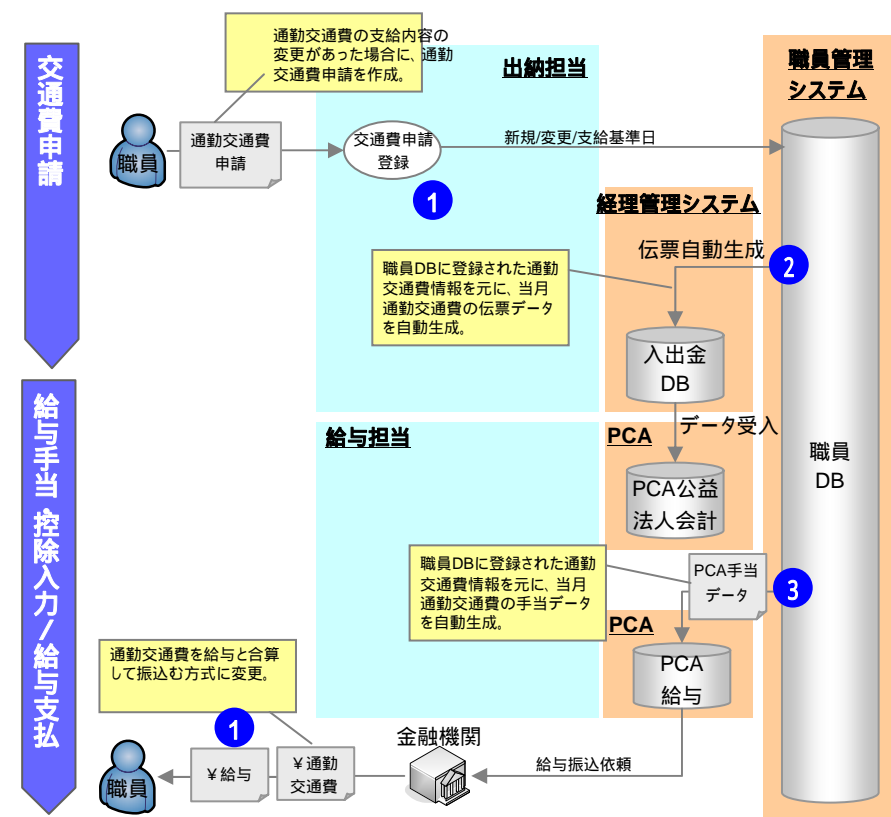 交通費申請
通勤交通費の支給内容の
変更があった場合に、通勤
交通費申請を作成。
出納担当
職員管理
システム
職員
通勤交通費
申請
交通費申請
登録
新規/変更/支給基準日
1
経理管理システム
伝票自動生成
2
職員DBに登録された通勤
交通費情報を元に、当月
通勤交通費の伝票データ
を自動生成。
入出金
DB
データ受入
給与手当・控除入力/給与支払
給与担当
PCA
PCA公益
法人会計
職員
DB
職員DBに登録された通勤
交通費情報を元に、当月
通勤交通費の手当データ
を自動生成。
PCA手当
データ
3
PCA
PCA
給与
通勤交通費を給与と合算
して振込む方式に変更。
1
金融機関
給与振込依頼
職員
¥給与
¥通勤
交通費